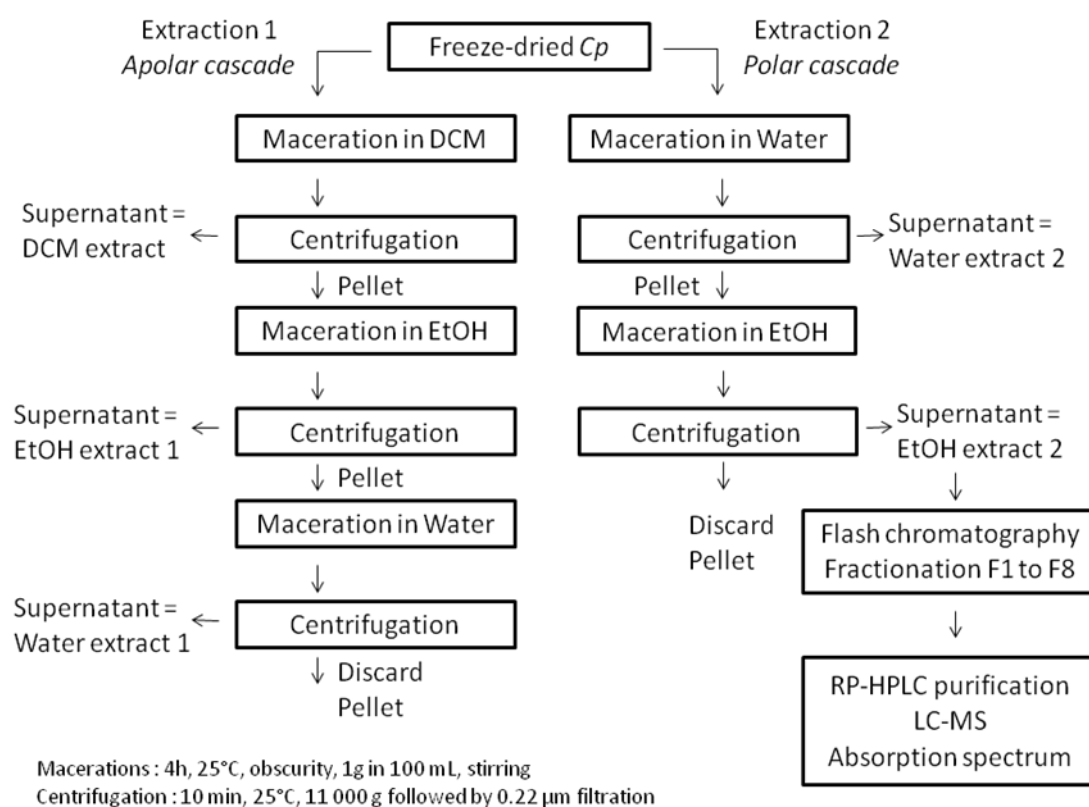 Extraction 1
Apolar cascade
Freeze-dried Cp
Extraction 2
Polar cascade
Maceration in DCM
Supernatant =
DCM extract
Centrifugation
Pellet
Maceration in EtOH
Supernatant =
EtOH extract 1
Centrifugation
Pellet
Maceration in Water
Supernatant =
Water extract 1
Centrifugation
Discard
Pellet
Maceration in Water
Centrifugation
Supernatant =
Water extract 2
Pellet
Maceration in EtOH
Centrifugation
Supernatant =
EtOH extract 2
Discard
Pellet
Flash chromatography
Fractionation F1 to F8
RP-HPLC purification
LC-MS
Absorption spectrum
Macerations : 4h, 25°C, obscurity, 1g in 100 mL, stirring
Centrifugation : 10 min, 25°C, 11 000 g followed by 0.22 µm filtration